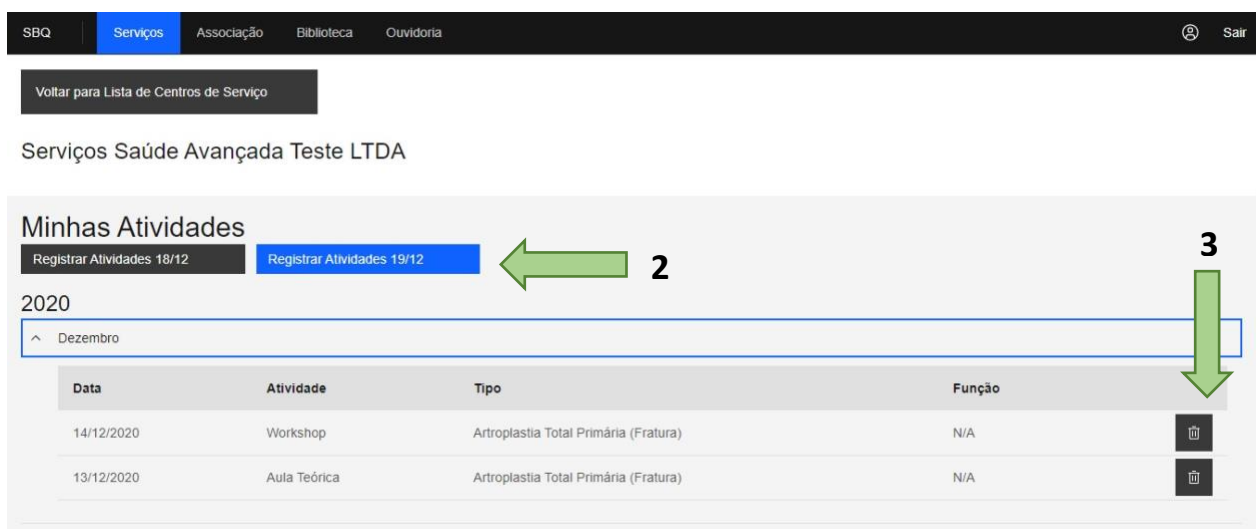 SBQ Serviços Associação Biblioteca Ouvidoria Sair
Voltar para Lista de Centros de Serviço
Serviços Saúde Avançada Teste LTDA
Minhas Atividades
3
Registrar Atividades 18/12 Registrar Atividades 19/12 2
2020
Dezembro
Data Atividade Tipo Função
14/12/2020 Workshop Artroplastia Total Primária (Fratura) N/A
13/12/2020 Aula Teórica Artroplastia Total Primária (Fratura) N/A